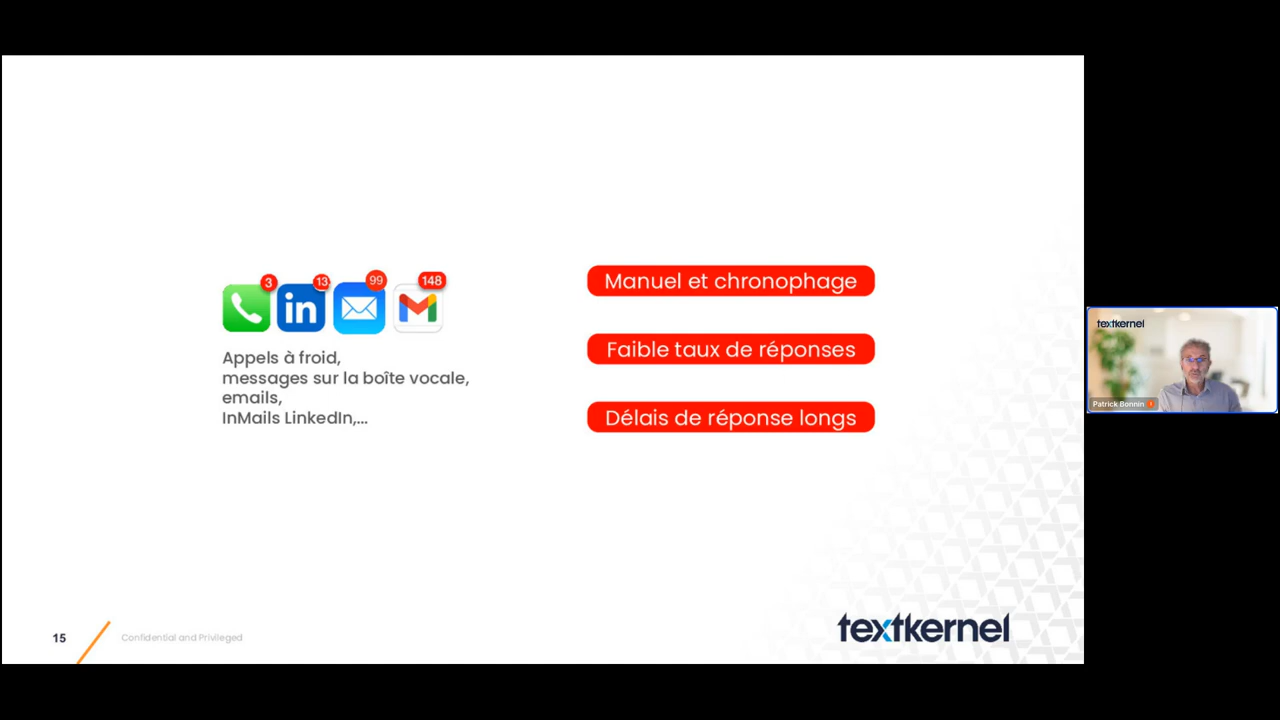 3
13
99
148
Appels à froid,
messages sur la boîte vocale,
emails,
InMails LinkedIn,...
Manuel et chronophage
Faible taux de réponses
Délais de réponse longs
15
Confidential and Privileged
textkernel
textkernel
Patrick Bonnin